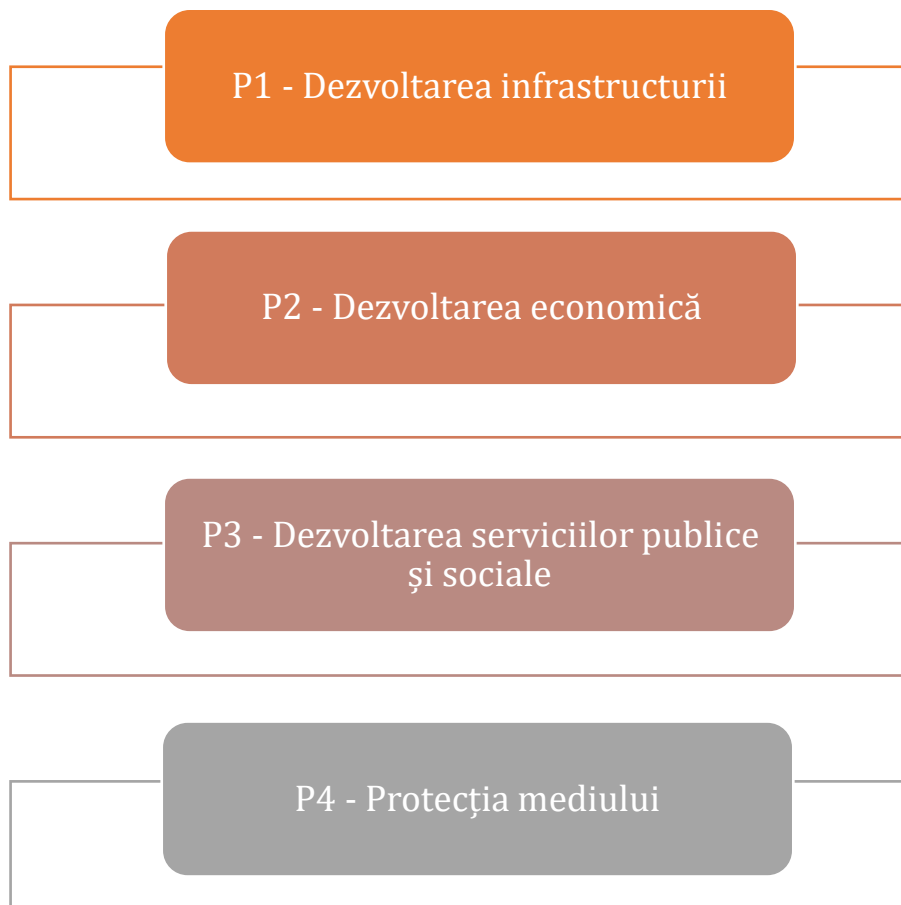 P1 - Dezvoltarea infrastructurii
P2 - Dezvoltarea economică
P3 - Dezvoltarea serviciilor publice
și sociale
P4 - Protecția mediului